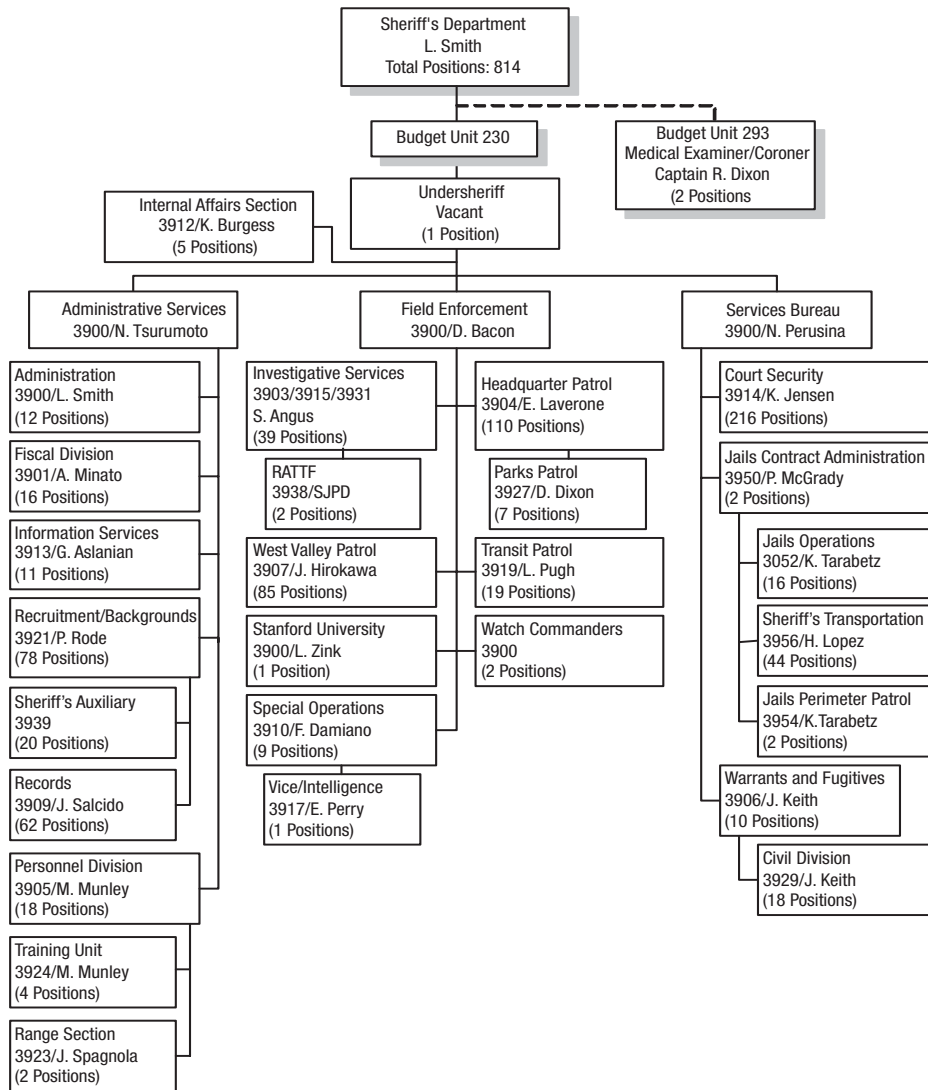 Sheriff's Department
L. Smith
Total Positions: 814
Budget Unit 230
Budget Unit 293
Medical Examiner/Coroner
Captain R. Dixon
(2 Positions
Undersheriff
Vacant
(1 Position)
Internal Affairs Section
3912/K. Burgess
(5 Positions)
Administrative Services
3900/N. Tsurumoto
Field Enforcement
3900/D. Bacon
Services Bureau
3900/N. Perusina
Administration
3900/L. Smith
(12 Positions)
Fiscal Division
3901/A. Minato
(16 Positions)
Information Services
3913/G. Aslanian
(11 Positions)
Recruitment/Backgrounds
3921/P. Rode
(78 Positions)
Sheriff's Auxiliary
3939
(20 Positions)
Records
3909/J. Salcido
(62 Positions)
Personnel Division
3905/M. Munley
(18 Positions)
Training Unit
3924/M. Munley
(4 Positions)
Range Section
3923/J. Spagnola
(2 Positions)
Investigative Services
3903/3915/3931
S. Angus
(39 Positions)
RATTF
3938/SJPD
(2 Positions)
West Valley Patrol
3907/J. Hirokawa
(85 Positions)
Stanford University
3900/L. Zink
(1 Position)
Special Operations
3910/F. Damiano
(9 Positions)
Vice/Intelligence
3917/E. Perry
(1 Positions)
Headquarter Patrol
3904/E. Laverone
(110 Positions)
Parks Patrol
3927/D. Dixon
(7 Positions)
Transit Patrol
3919/L. Pugh
(19 Positions)
Watch Commanders
3900
(2 Positions)
Court Security
3914/K. Jensen
(216 Positions)
Jails Contract Administration
3950/P. McGrady
(2 Positions)
Jails Operations
3052/K. Tarabetz
(16 Positions)
Sheriff's Transportation
3956/H. Lopez
(44 Positions)
Jails Perimeter Patrol
3954/K.Tarabetz
(2 Positions)
Warrants and Fugitives
3906/J. Keith
(10 Positions)
Civil Division
3929/J. Keith
(18 Positions)